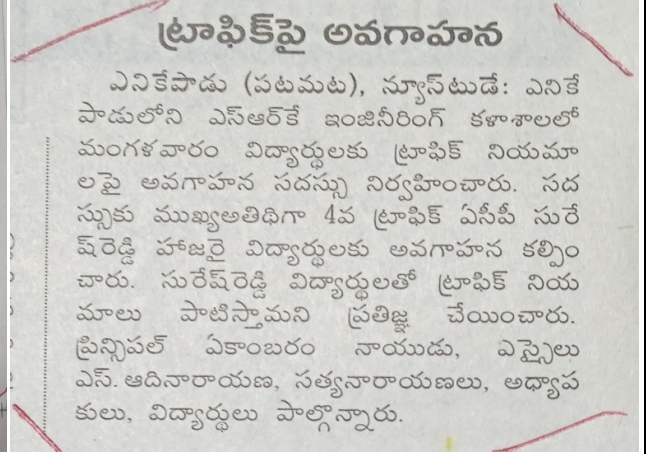 ట్రాఫిక్‌పై అవగాహన
ఎనికేపాడు (పటమట), న్యూస్‌టుడే: ఎనికే
పాడులోని ఎస్ఆర్‌కే ఇంజినీరింగ్ కళాశాలలో
మంగళవారం విద్యార్థులకు ట్రాఫిక్ నియమా
లపై అవగాహన సదస్సు నిర్వహించారు. సద
స్సుకు ముఖ్యఅతిథిగా 4వ ట్రాఫిక్ ఏసీపీ సురే
ష్‌రెడ్డి హాజరై విద్యార్థులకు అవగాహన కల్పిం
చారు. సురేష్‌రెడ్డి విద్యార్థులతో ట్రాఫిక్ నియ
మాలు పాటిస్తామని ప్రతిజ్ఞ చేయించారు.
ప్రిన్సిపల్ ఏకాంబరం నాయుడు, ఎస్సైలు
ఎస్. ఆదినారాయణ, సత్యనారాయణలు, అధ్యాప
కులు, విద్యార్థులు పాల్గొన్నారు.